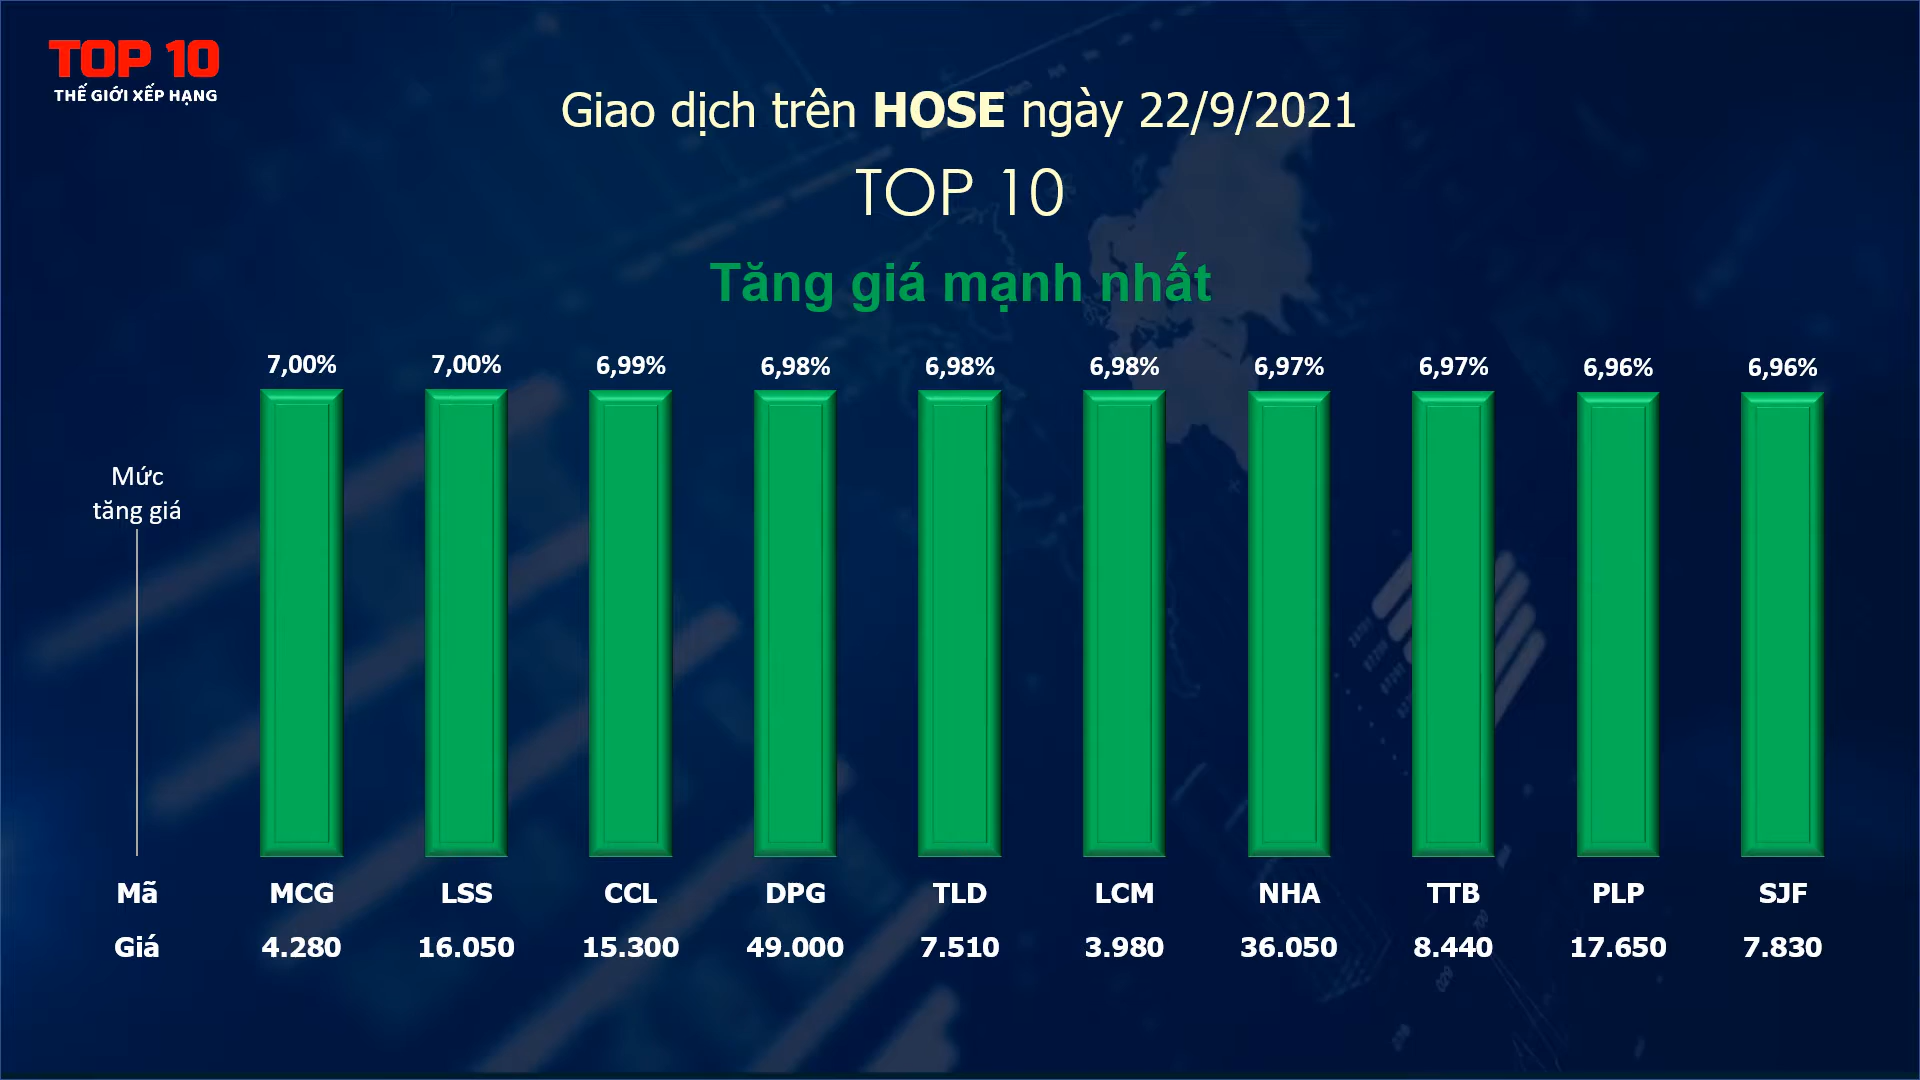 TOP 10
THẾ GIỚI XẾP HẠNG
Giao dịch trên HOSE ngày 22/9/2021
TOP 10
Tăng giá mạnh nhất
7,00% 7,00% 6,99% 6,98% 6,98% 6,98% 6,97% 6,97% 6,96% 6,96%
Mức
tăng giá
Mã MCG LSS CCL DPG TLD LCM NHA TTB PLP SJF
Giá 4.280 16.050 15.300 49.000 7.510 3.980 36.050 8.440 17.650 7.830